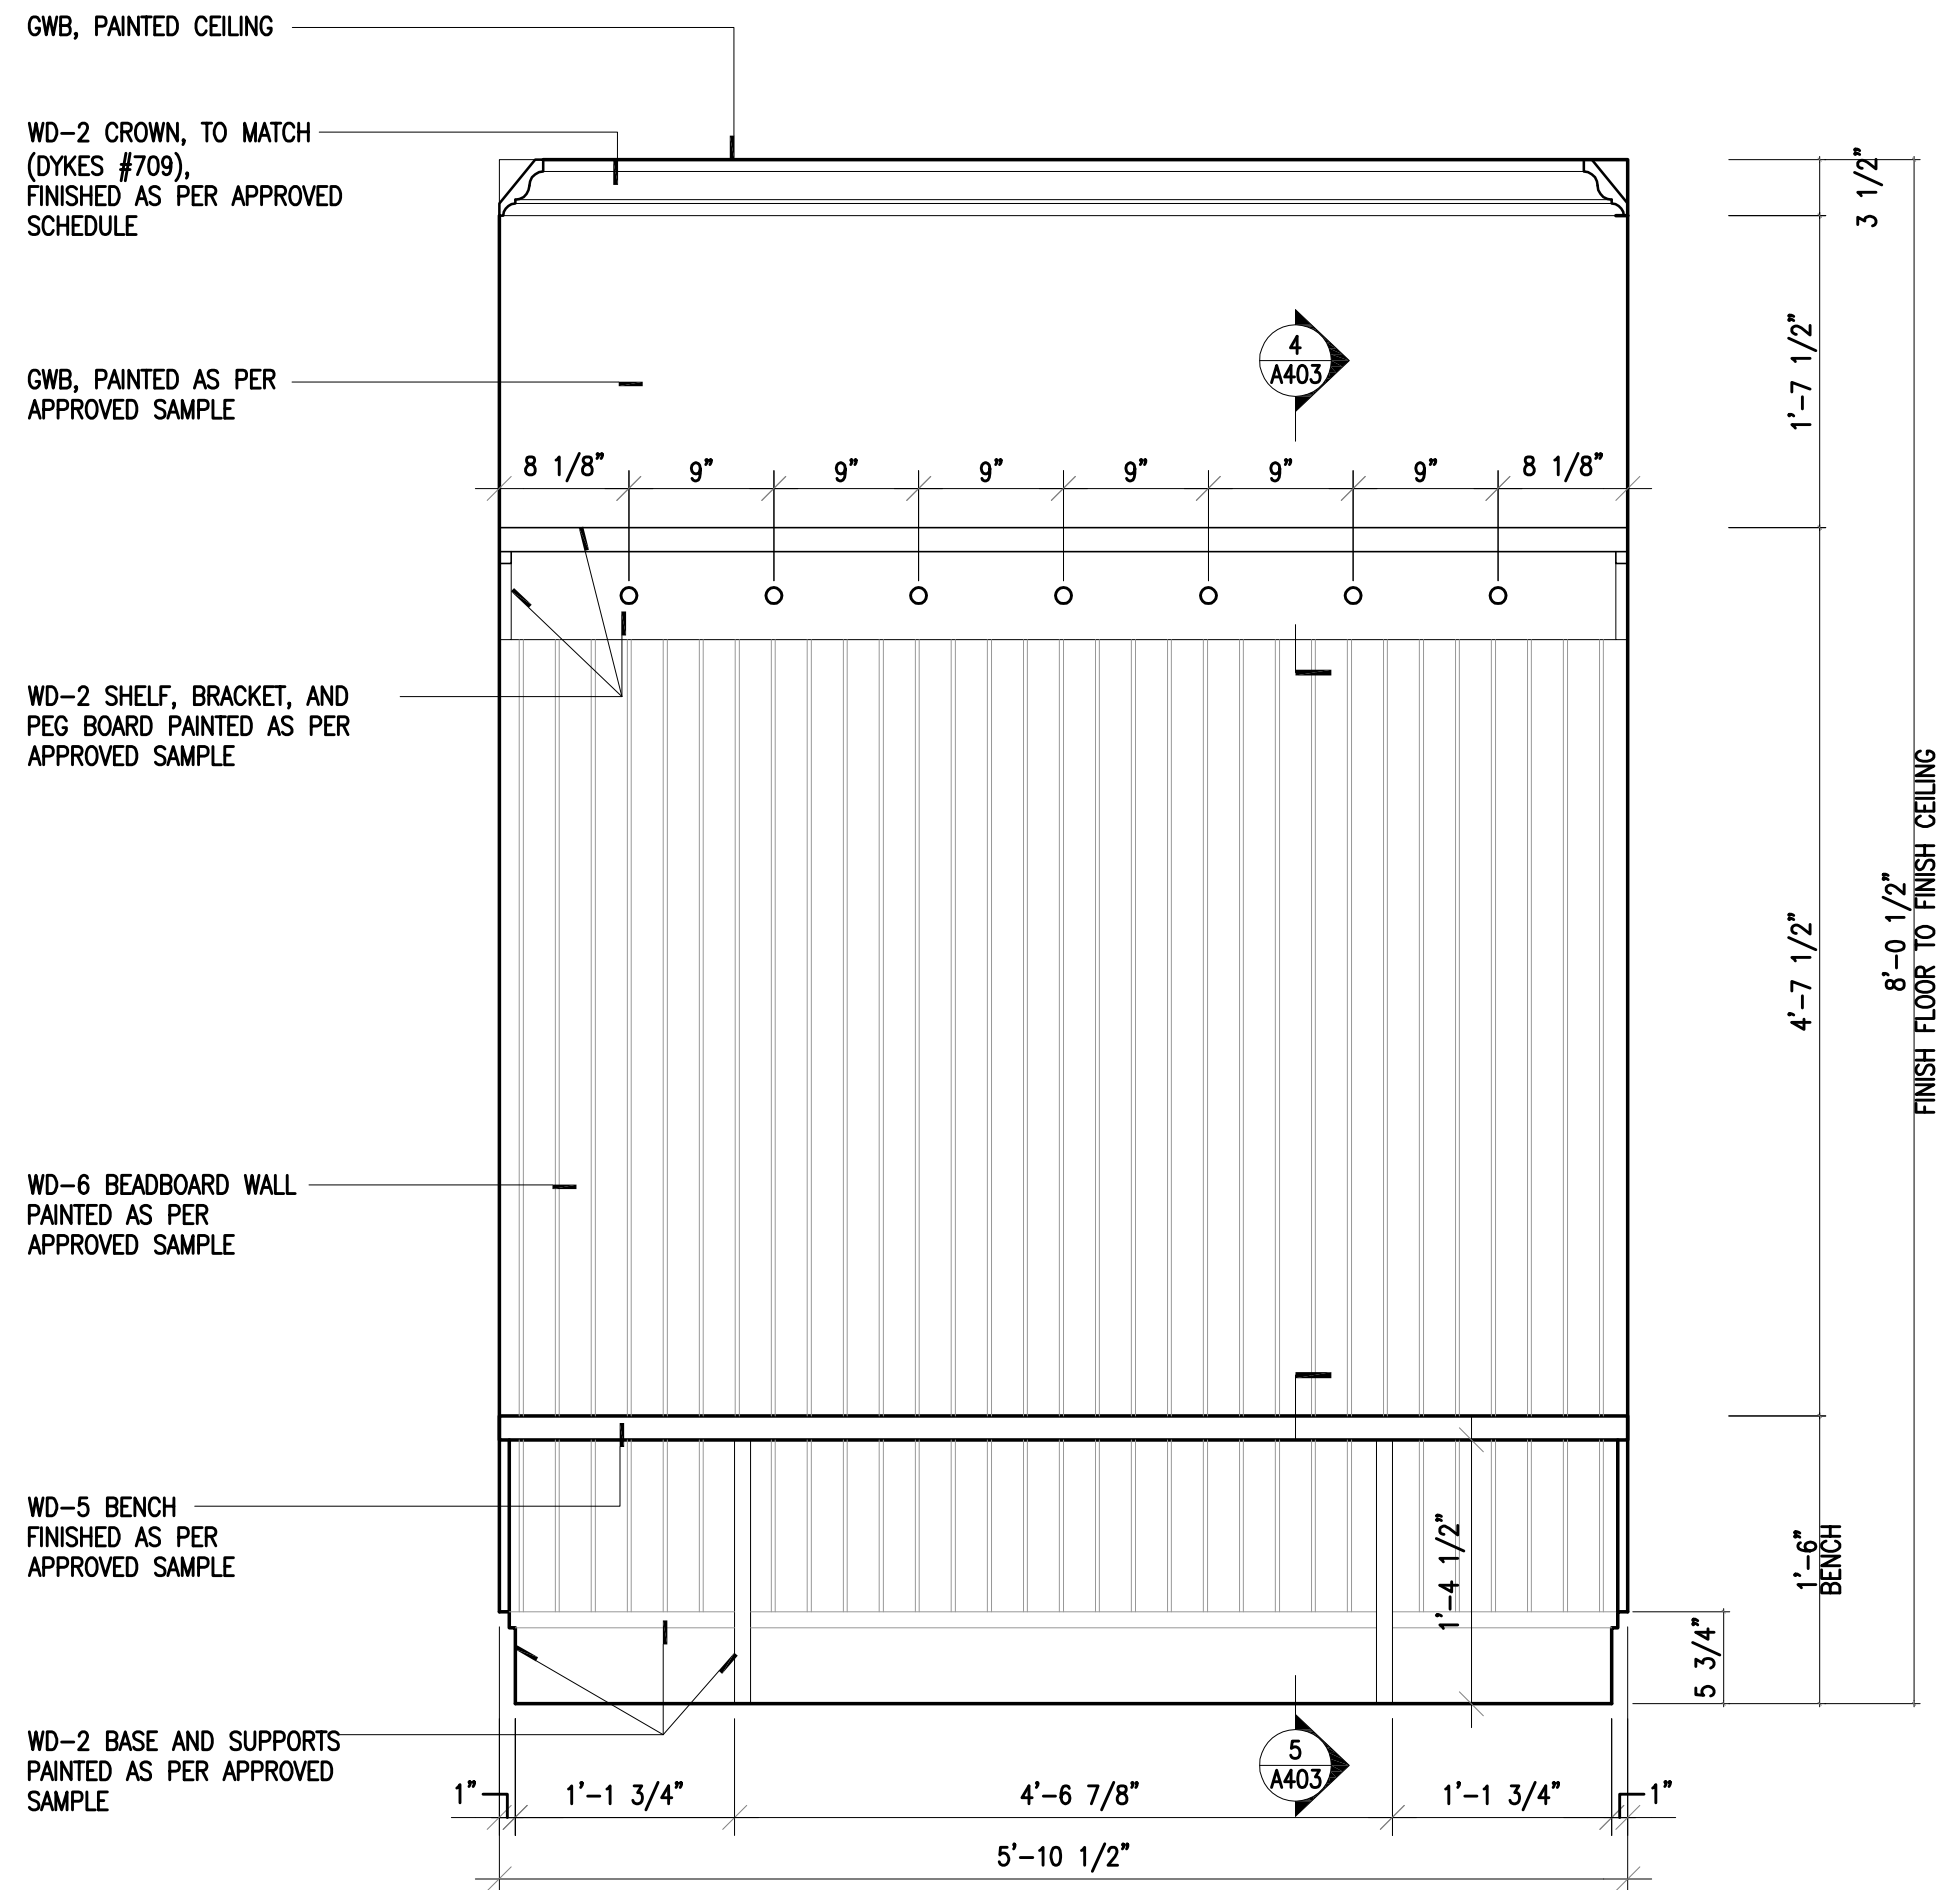 GWB, PAINTED CEILING
WD-2 CROWN, TO MATCH
(DYKES #709),
FINISHED AS PER APPROVED
SCHEDULE
3 1/2"
1'-7 1/2"
4
A403
GWB, PAINTED AS PER
APPROVED SAMPLE
8 1/8" 9" 9" 9" 9" 9" 9" 8 1/8"
WD-2 SHELF, BRACKET, AND
PEG BOARD PAINTED AS PER
APPROVED SAMPLE
4'-7 1/2"
8'-0 1/2"
FINISH FLOOR TO FINISH CEILING
WD-6 BEADBOARD WALL
PAINTED AS PER
APPROVED SAMPLE
WD-5 BENCH
FINISHED AS PER
APPROVED SAMPLE
1'-4 1/2"
1'-6"
BENCH
5 3/4"
WD-2 BASE AND SUPPORTS
PAINTED AS PER APPROVED
SAMPLE
5
A403
1" 1'-1 3/4" 4'-6 7/8" 1'-1 3/4" 1"
5'-10 1/2"